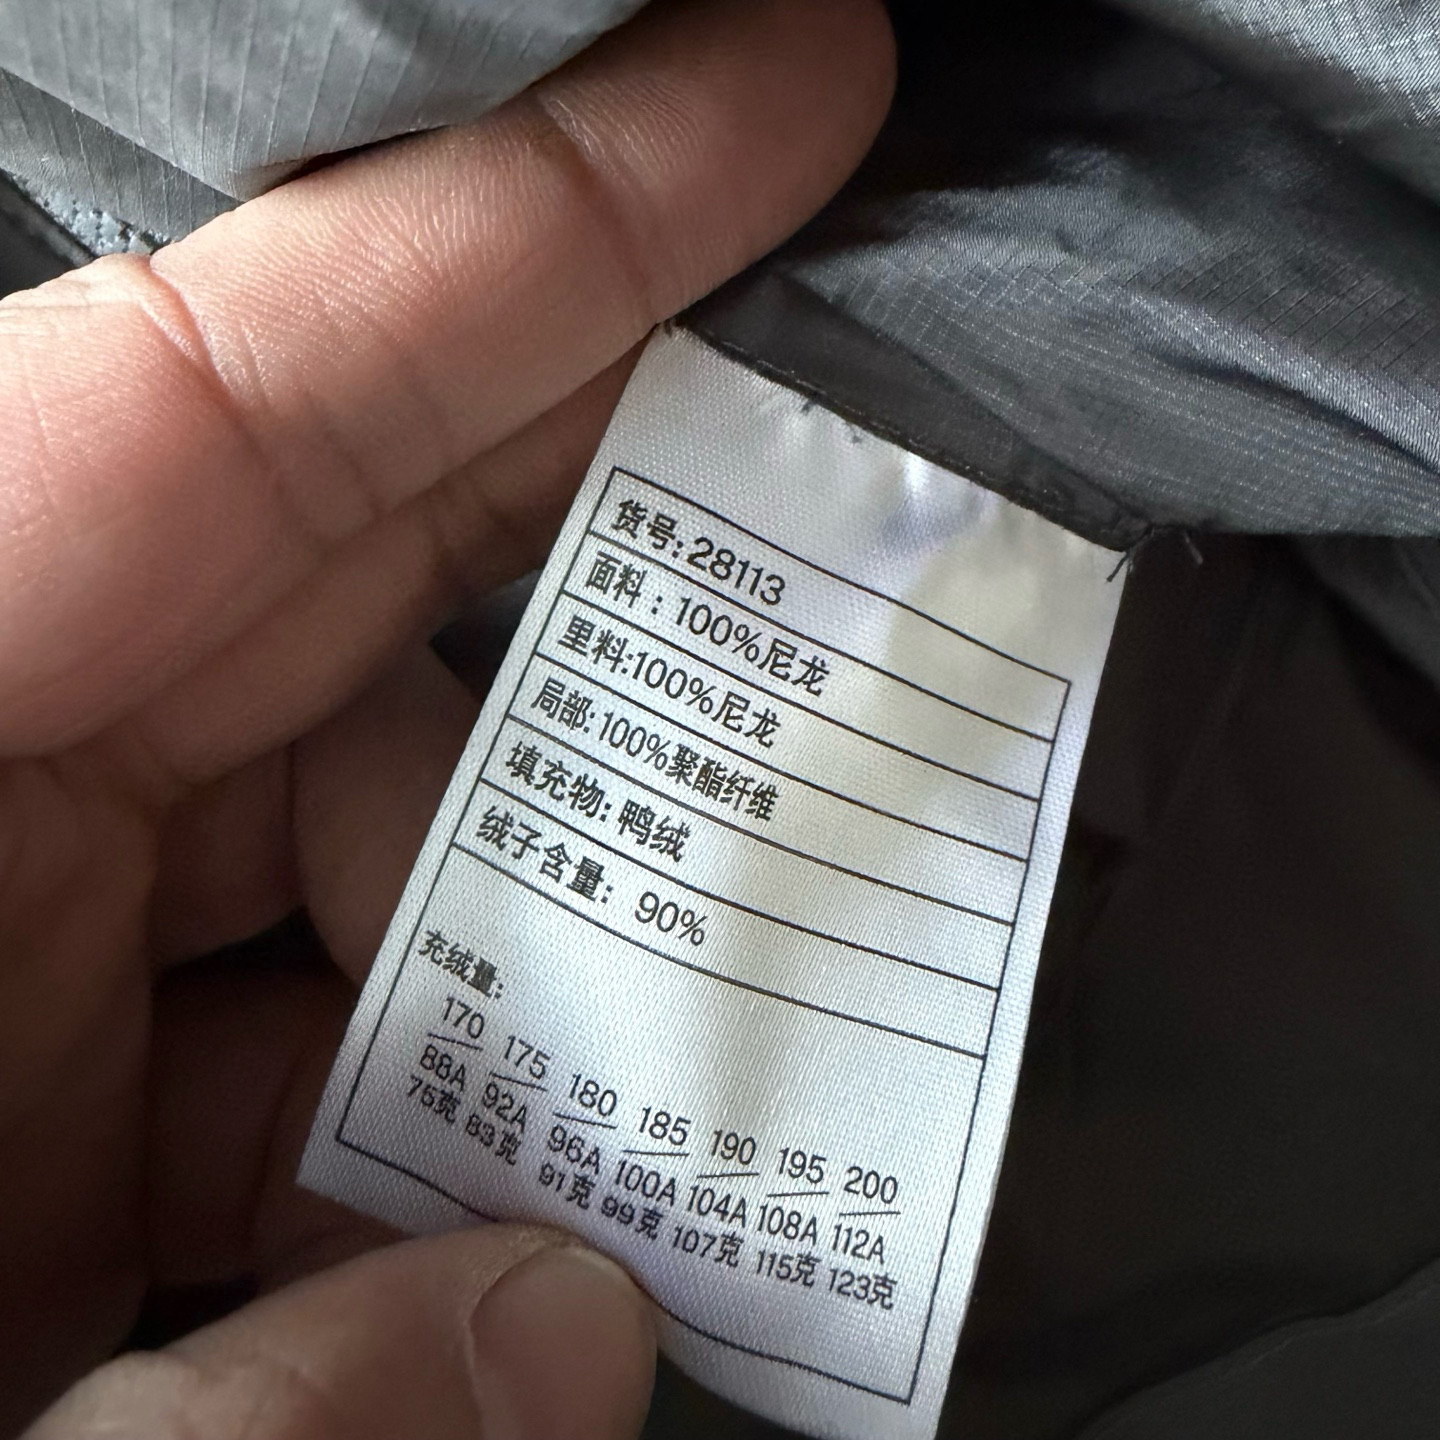 货号:28113
面料：100%尼龙
里料:100%尼龙
局部:100%聚酯纤维
填充物:鸭绒
绒子含量: 90%
充绒量:
170 175 180 185 190 195 200
88A 92A 96A 100A 104A 108A 112A
75克 83克 91克 99克 107克 115克 123克